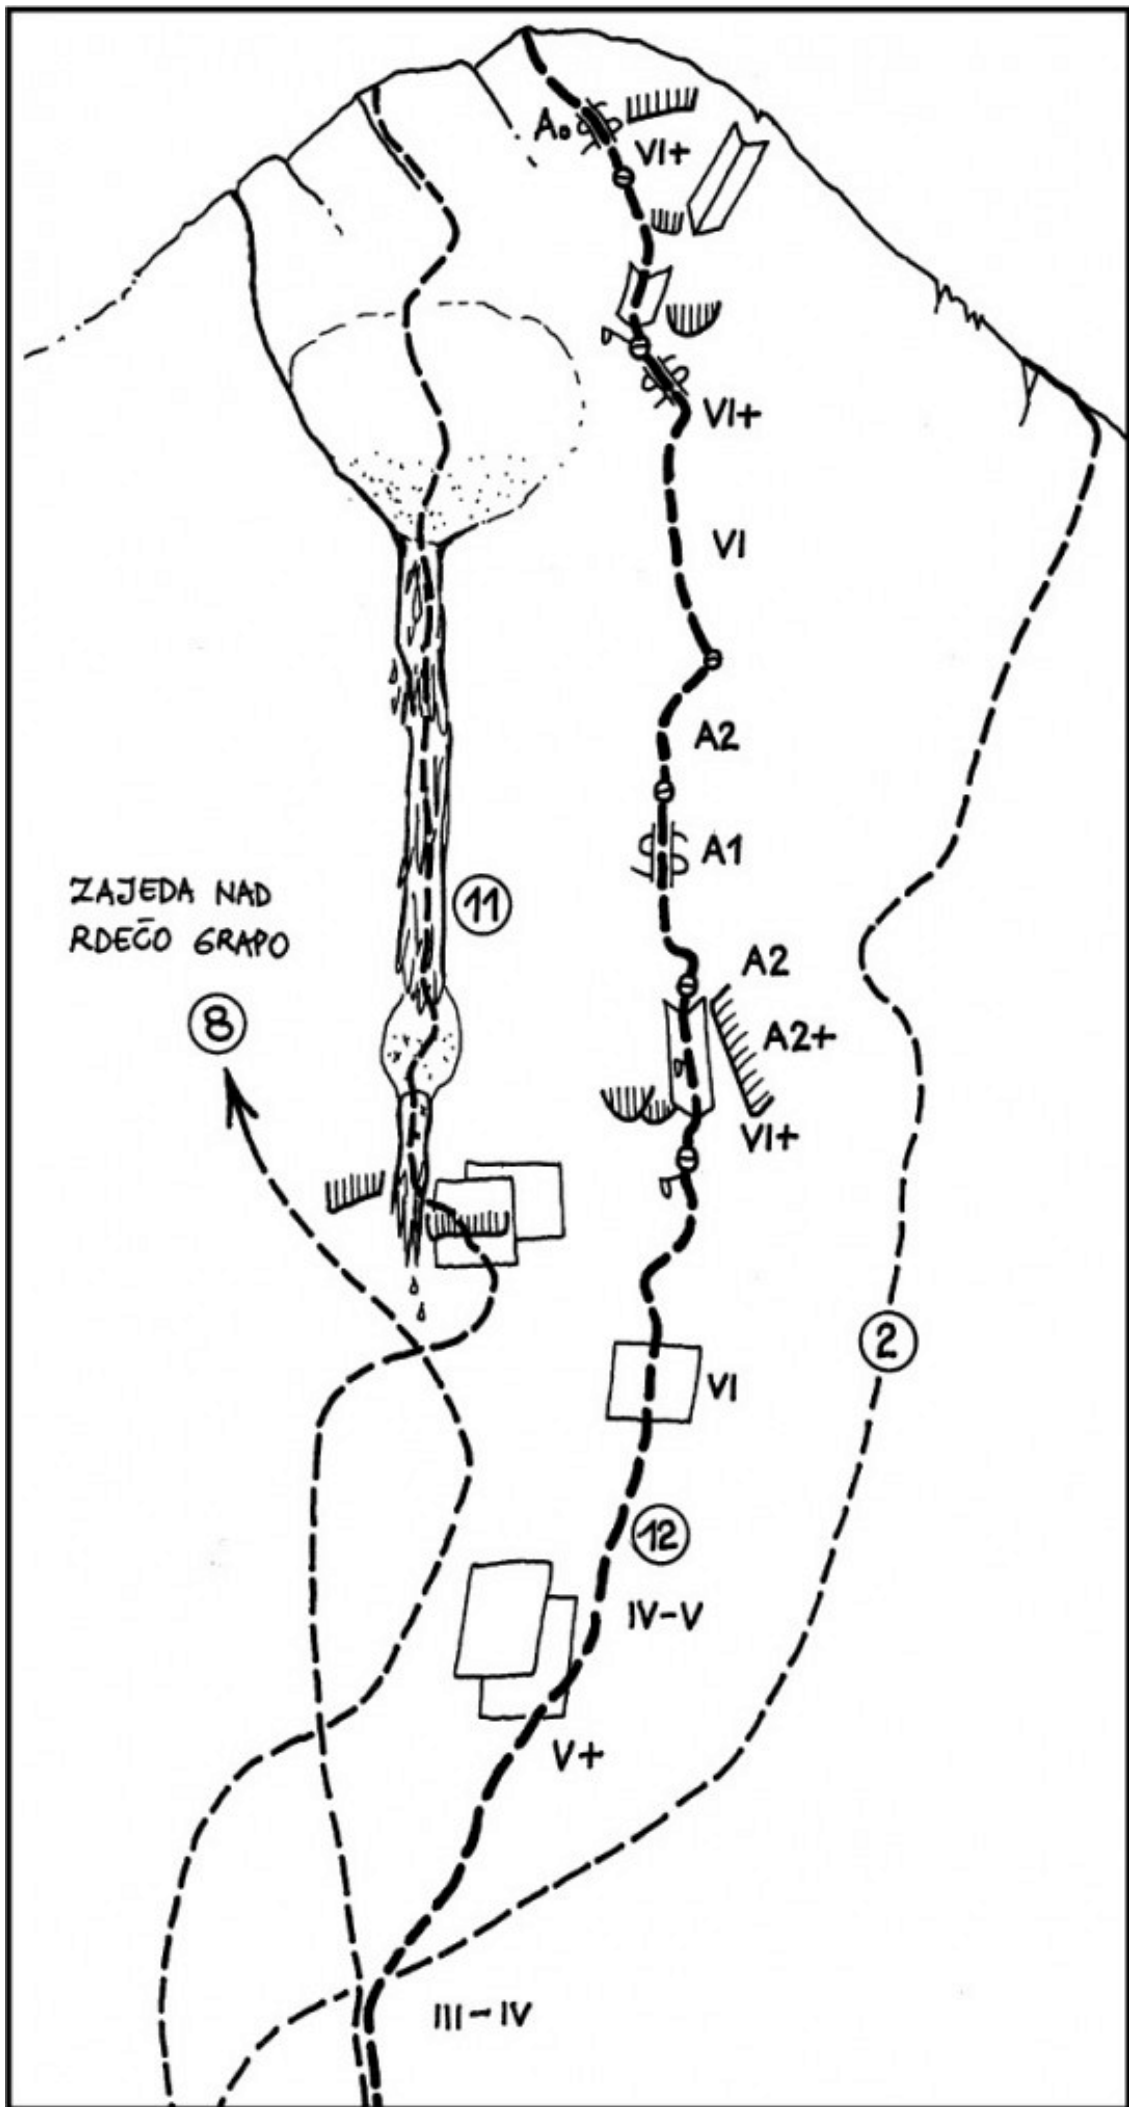 A0
VI+
VI+
VI
A2
A1
ZAJEDA NAD
RDEČO GRAPO
11
8
A2
A2+
VI+
2
VI
12
IV-V
V+
III-IV